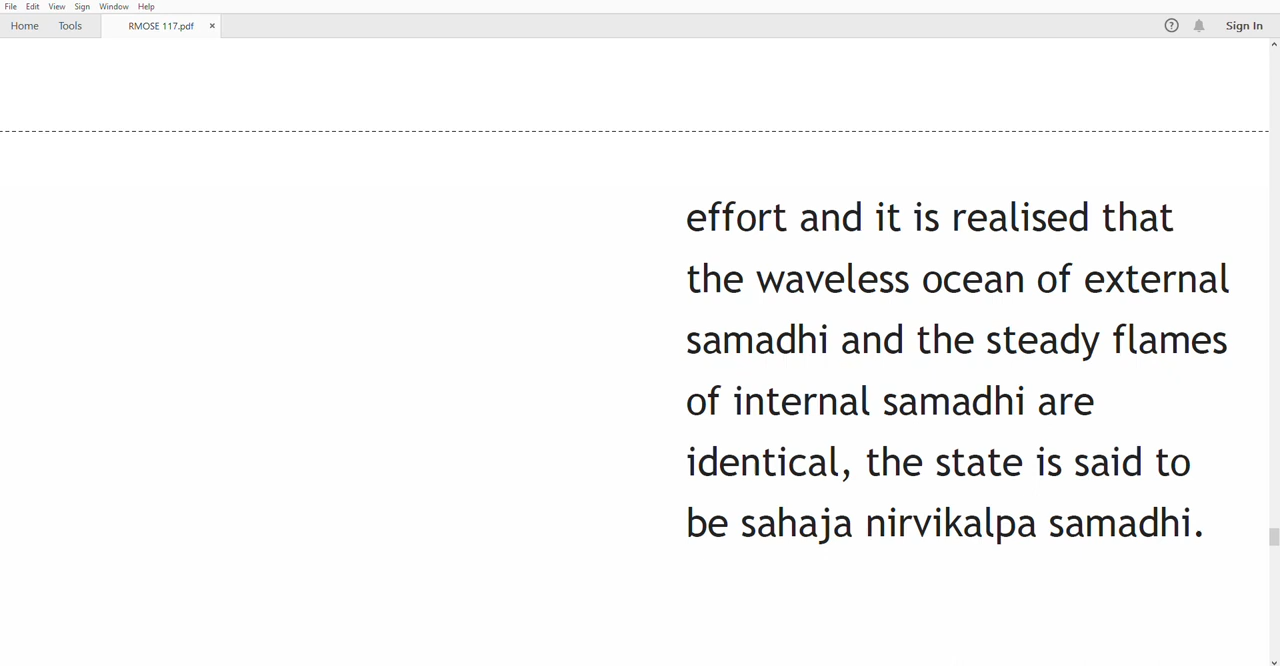 File Edit View Sign Window Help
Home Tools RMOSE 117.pdf × ? Sign In
effort and it is realised that
the waveless ocean of external
samadhi and the steady flames
of internal samadhi are
identical, the state is said to
be sahaja nirvikalpa samadhi.